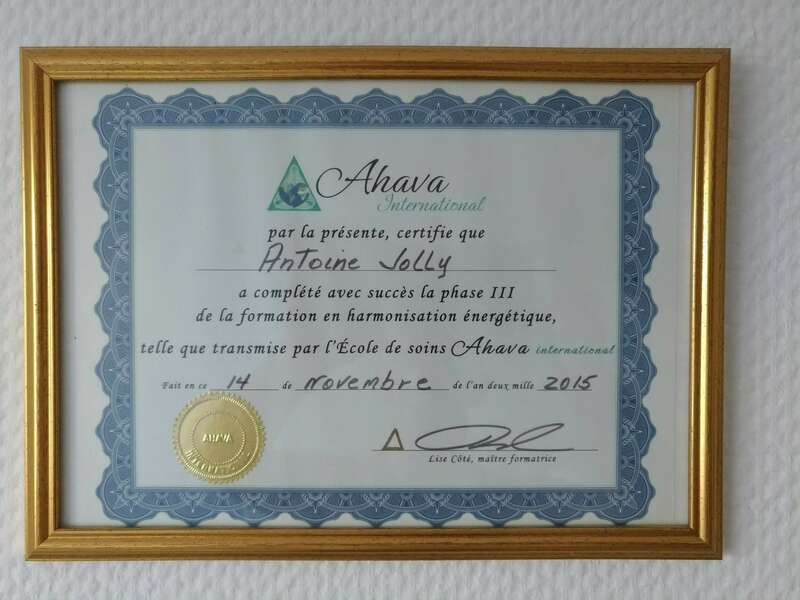 Ahava
International
par la présente, certifie que
Antoine Jolly
a complété avec succès la phase III
de la formation en harmonisation énergétique,
telle que transmise par l'École de soins Ahava international
Fait en ce 14 de novembre de l'an deux mille 2015
AHAVA
INTERNATIONAL
Lise Côté, maître formatrice